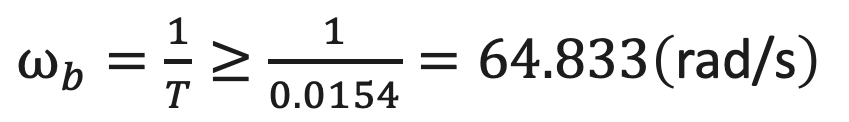 ω_b = 1/T ≥ 1/0.0154 = 64.833(rad/s)